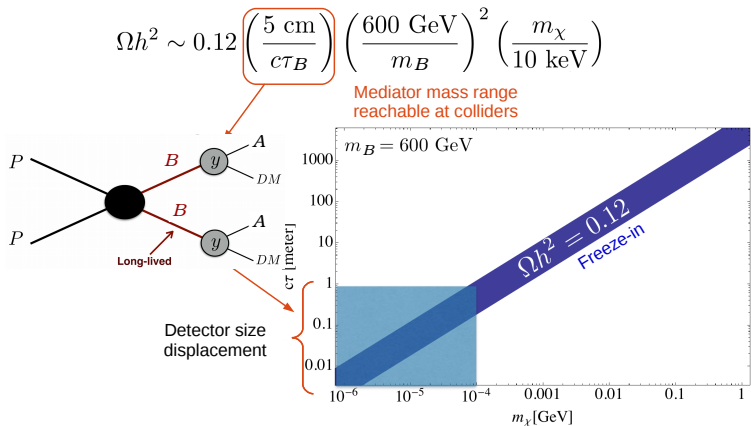 Ωh² ∼ 0.12 (5 cm / cτ_B) (600 GeV / m_B)² (m_χ / 10 keV)
Mediator mass range
reachable at colliders
P
P
B
B
y
y
A
DM
A
DM
Long-lived
Detector size
displacement
m_B = 600 GeV
Ωh² = 0.12
Freeze-in
cτ [meter]
1000
100
10
1
0.1
0.01
10⁻⁶ 10⁻⁵ 10⁻⁴ 0.001 0.01 0.1 1
m_χ[GeV]